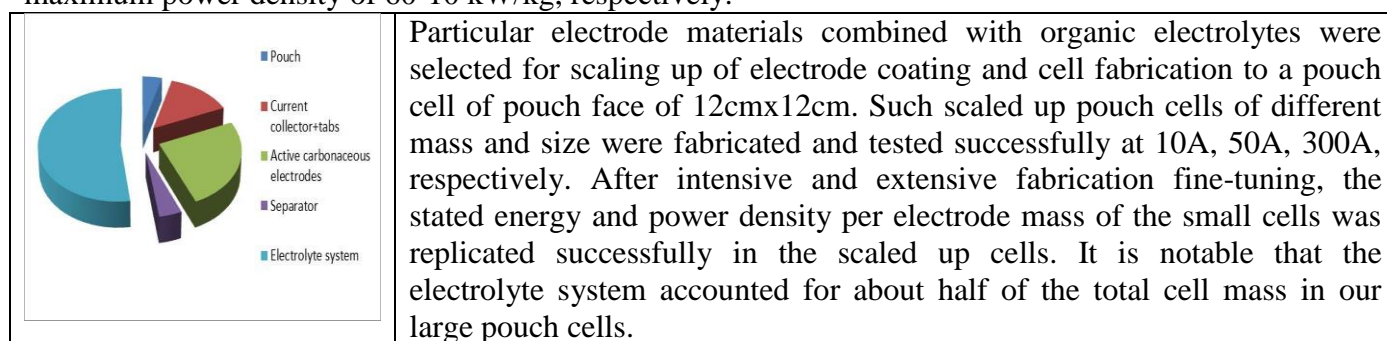 maximum power density of 80-10 kW/kg, respectively.
Pouch
Current
collector+tabs
Active carbonaceous
electrodes
Separator
Electrolyte system
Particular electrode materials combined with organic electrolytes were
selected for scaling up of electrode coating and cell fabrication to a pouch
cell of pouch face of 12cmx12cm. Such scaled up pouch cells of different
mass and size were fabricated and tested successfully at 10A, 50A, 300A,
respectively. After intensive and extensive fabrication fine-tuning, the
stated energy and power density per electrode mass of the small cells was
replicated successfully in the scaled up cells. It is notable that the
electrolyte system accounted for about half of the total cell mass in our
large pouch cells.